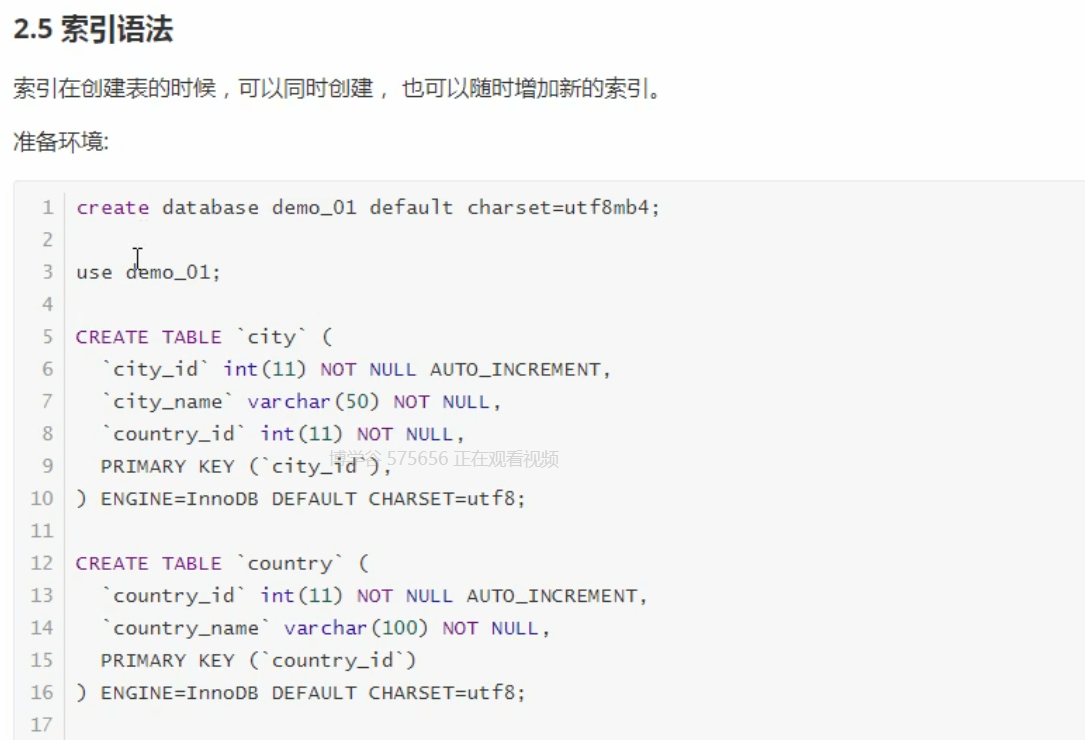 2.5 索引语法
索引在创建表的时候，可以同时创建， 也可以随时增加新的索引。
准备环境:
1 create database demo_01 default charset=utf8mb4;
2
3 use demo_01;
4
5 CREATE TABLE `city` (
6 `city_id` int(11) NOT NULL AUTO_INCREMENT,
7 `city_name` varchar(50) NOT NULL,
8 `country_id` int(11) NOT NULL,
博学谷 575656 正在观看视频
9 PRIMARY KEY (`city_id`),
10 ) ENGINE=InnoDB DEFAULT CHARSET=utf8;
11
12 CREATE TABLE `country` (
13 `country_id` int(11) NOT NULL AUTO_INCREMENT,
14 `country_name` varchar(100) NOT NULL,
15 PRIMARY KEY (`country_id`)
16 ) ENGINE=InnoDB DEFAULT CHARSET=utf8;
17